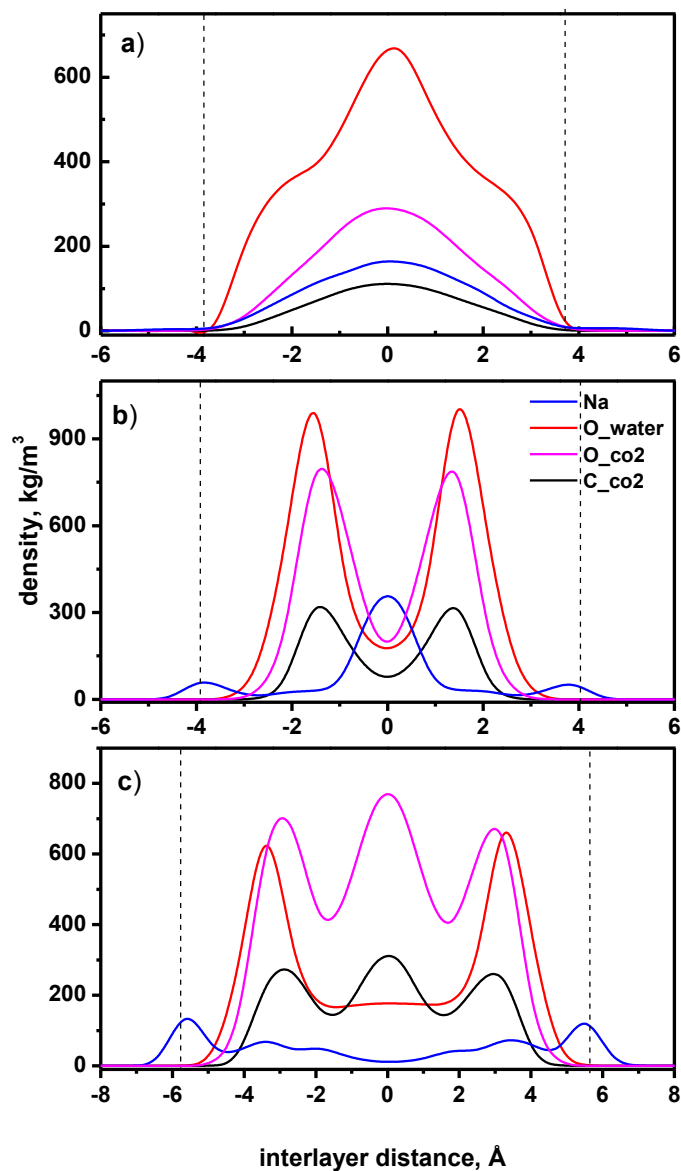 a)
600
400
200
0
-6 -4 -2 0 2 4 6
b)
Na
O_water
O_co2
C_co2
900
600
300
0
-6 -4 -2 0 2 4 6
density, kg/m³
c)
800
600
400
200
0
-8 -6 -4 -2 0 2 4 6 8
interlayer distance, Å